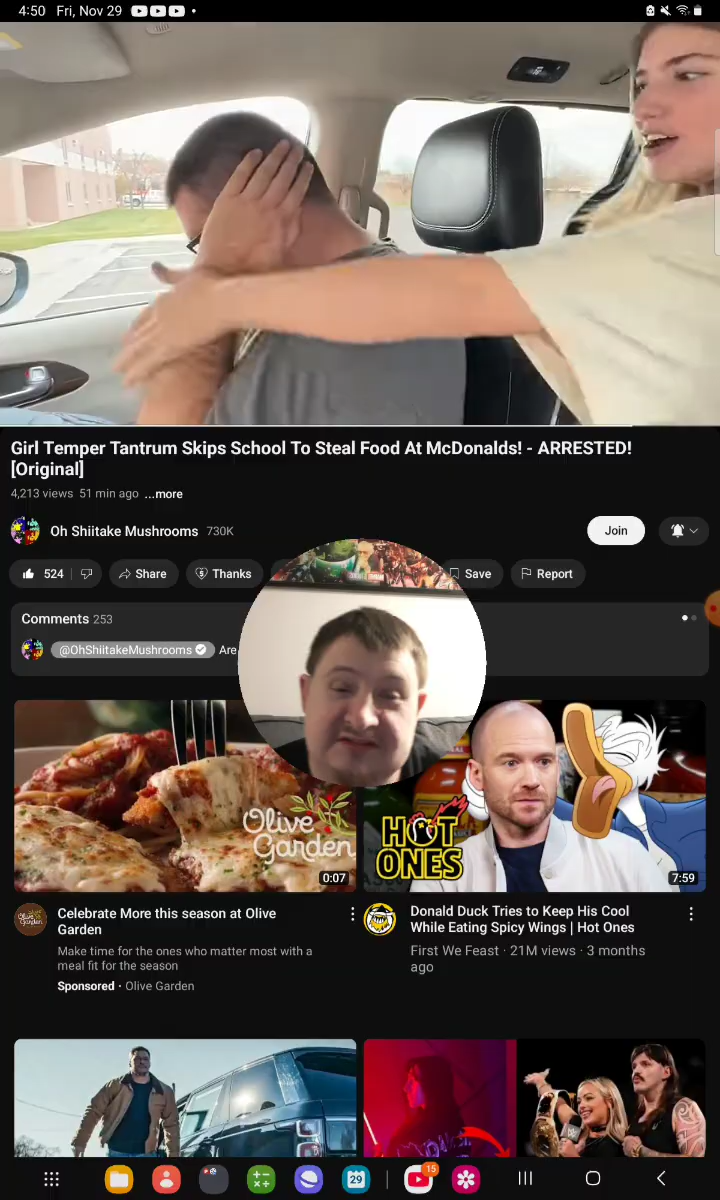 4:50 Fri, Nov 29
Girl Temper Tantrum Skips School To Steal Food At McDonalds! - ARRESTED!
[Original]
4,213 views 51 min ago ...more
Oh Shiitake Mushrooms 730K
Join
524
Share
Thanks
Save
Report
Comments 253
@OhShiitakeMushrooms
Are
Olive
Garden
0:07
HOT
ONES
7:59
Celebrate More this season at Olive
Garden
Make time for the ones who matter most with a
meal fit for the season
Sponsored · Olive Garden
Donald Duck Tries to Keep His Cool
While Eating Spicy Wings | Hot Ones
First We Feast · 21M views · 3 months
ago
29
15